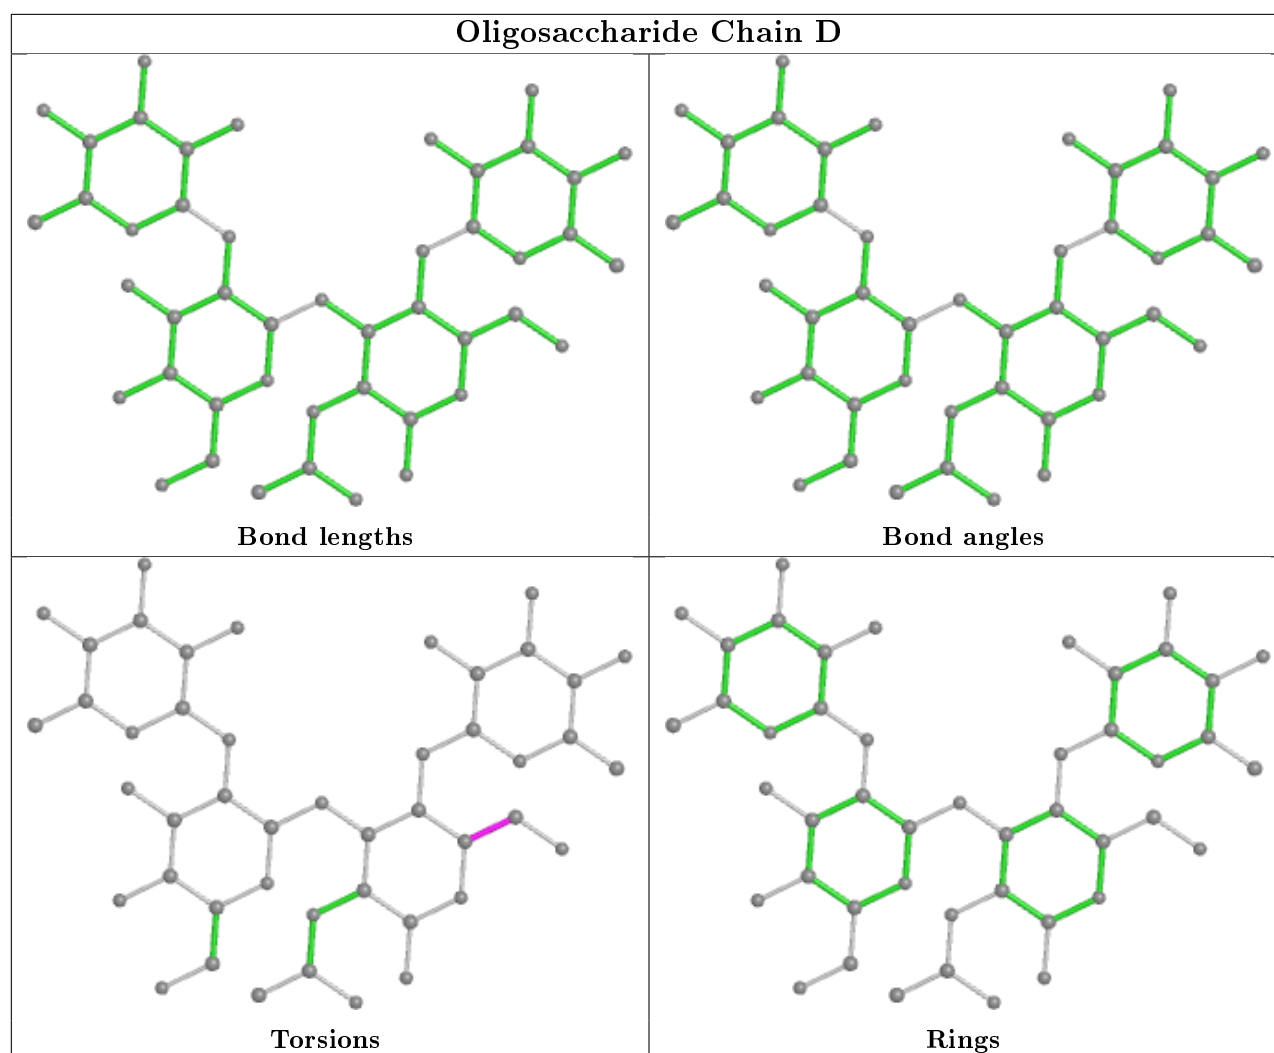 Oligosaccharide Chain D
Bond lengths
Bond angles
Torsions
Rings